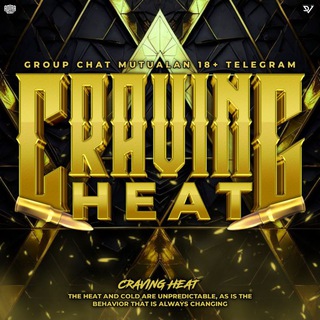 GROUP CHAT MUTUALAN 18+ TELEGRAM
CRAVING
HEAT
CRAVING HEAT
THE HEAT AND COLD ARE UNPREDICTABLE, AS IS THE
BEHAVIOR THAT IS ALWAYS CHANGING